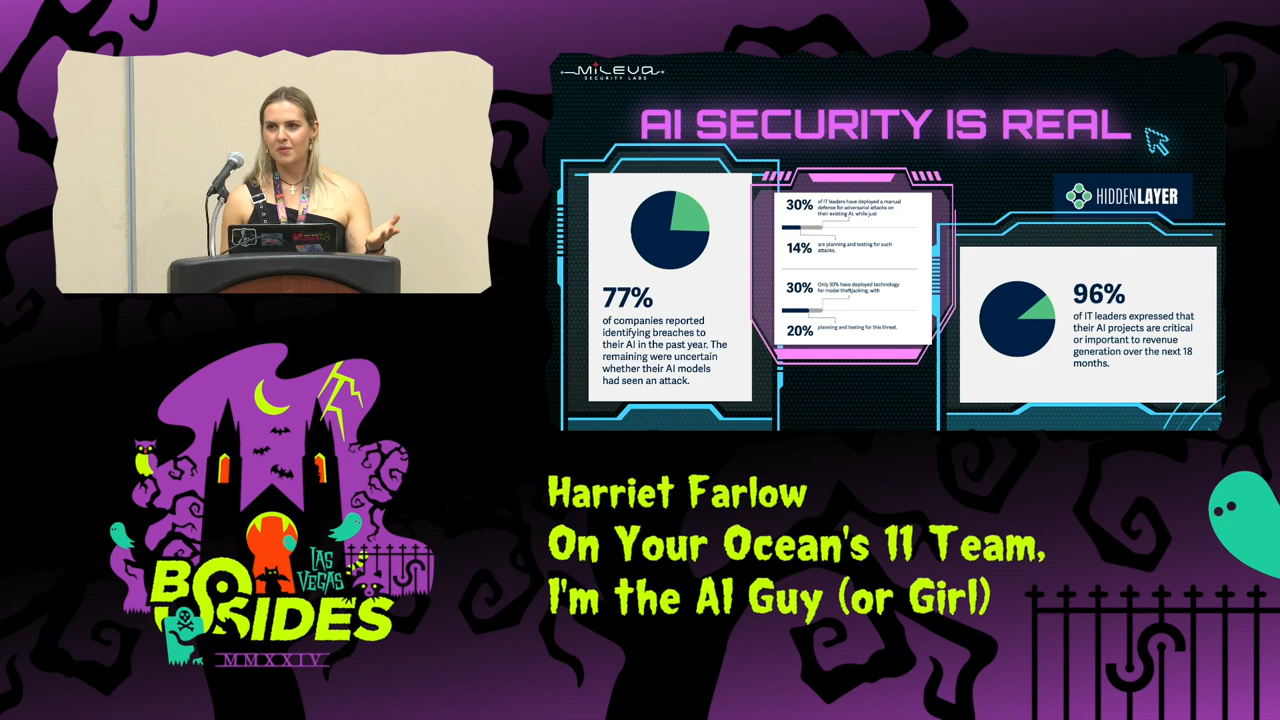 MiLEVA
SECURITY LABS
AI SECURITY IS REAL
HIDDENLAYER
77%
of companies reported
identifying breaches to
their AI in the past year. The
remaining were uncertain
whether their AI models
had seen an attack.
30%
of IT leaders have deployed a manual
defense for adversarial attacks on
their existing AI, while just
14%
are planning and testing for such
attacks.
30%
Only 30% have deployed technology
for model theft/jacking, with
20%
planning and testing for this threat.
96%
of IT leaders expressed that
their AI projects are critical
or important to revenue
generation over the next 18
months.
LAS
VEGAS
BSIDES
MMXXIV
Harriet Farlow
On Your Ocean's 11 Team,
I'm the AI Guy (or Girl)